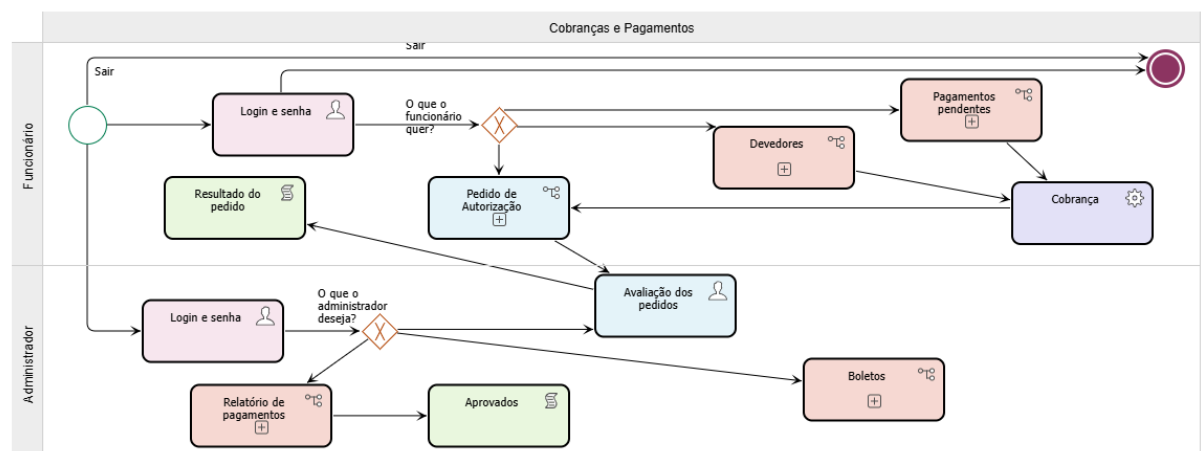 Cobranças e Pagamentos
Funcionário
Sair
Sair
Login e senha
O que o
funcionário
quer?
Pagamentos
pendentes
Devedores
Resultado do
pedido
Pedido de
Autorização
Cobrança
Administrador
Avaliação dos
pedidos
Login e senha
O que o
administrador
deseja?
Boletos
Relatório de
pagamentos
Aprovados